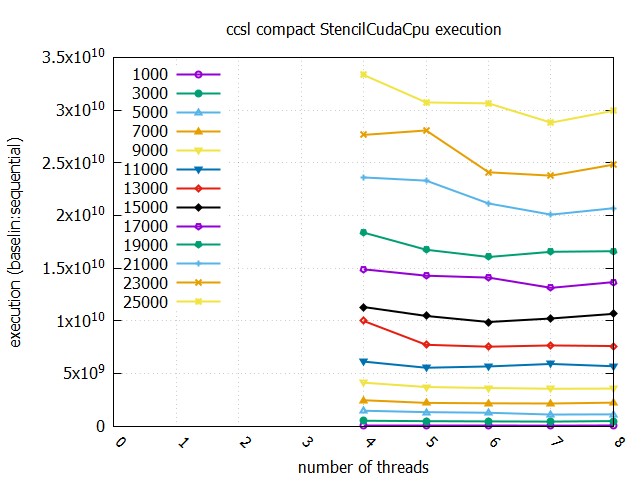 ccsl compact StencilCudaCpu execution
3.5x10^10
3x10^10
2.5x10^10
2x10^10
1.5x10^10
1x10^10
5x10^9
0
execution (baselin:sequential)
1000
3000
5000
7000
9000
11000
13000
15000
17000
19000
21000
23000
25000
0 1 2 3 4 5 6 7 8
number of threads